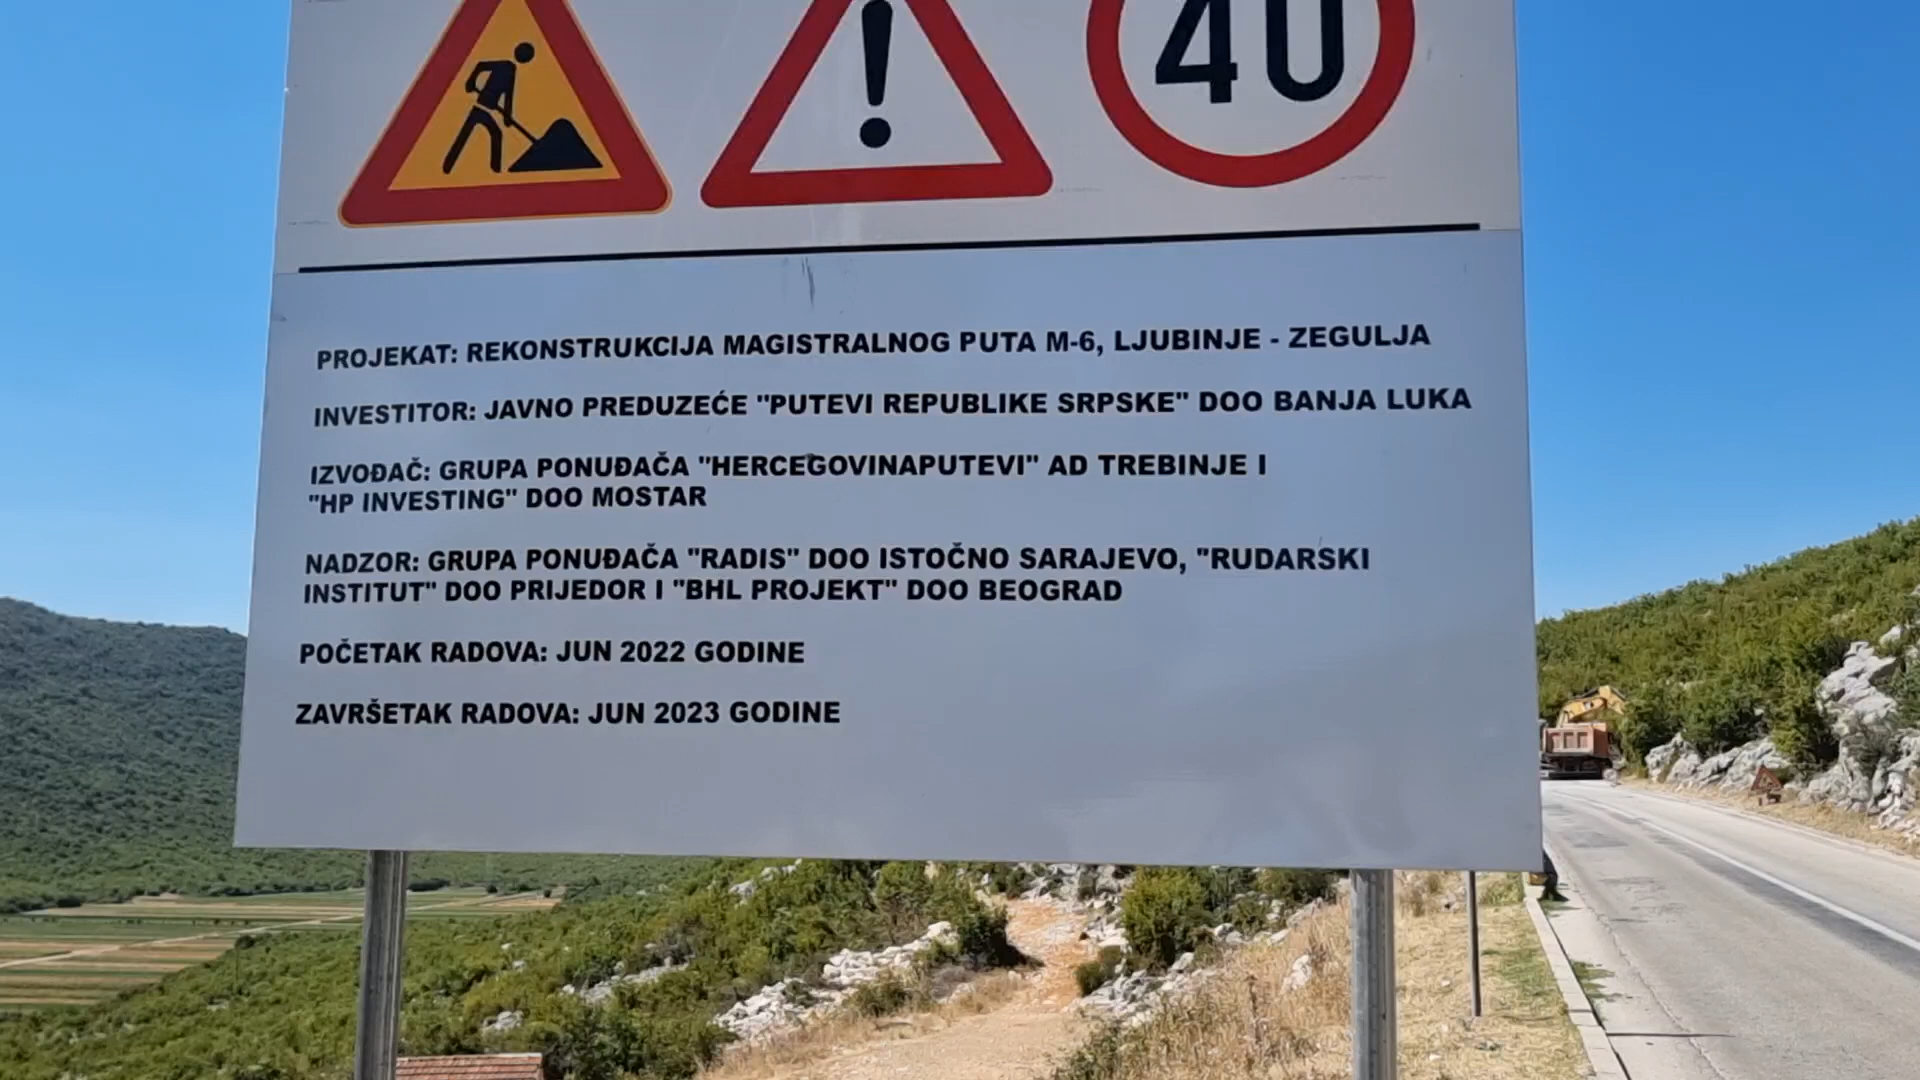 40
PROJEKAT: REKONSTRUKCIJA MAGISTRALNOG PUTA M-6, LJUBINJE - ZEGULJA
INVESTITOR: JAVNO PREDUZEĆE "PUTEVI REPUBLIKE SRPSKE" DOO BANJA LUKA
IZVOĐAČ: GRUPA PONUĐAČA "HERCEGOVINAPUTEVI" AD TREBINJE I
"HP INVESTING" DOO MOSTAR
NADZOR: GRUPA PONUĐAČA "RADIS" DOO ISTOČNO SARAJEVO, "RUDARSKI
INSTITUT" DOO PRIJEDOR I "BHL PROJEKT" DOO BEOGRAD
POČETAK RADOVA: JUN 2022 GODINE
ZAVRŠETAK RADOVA: JUN 2023 GODINE